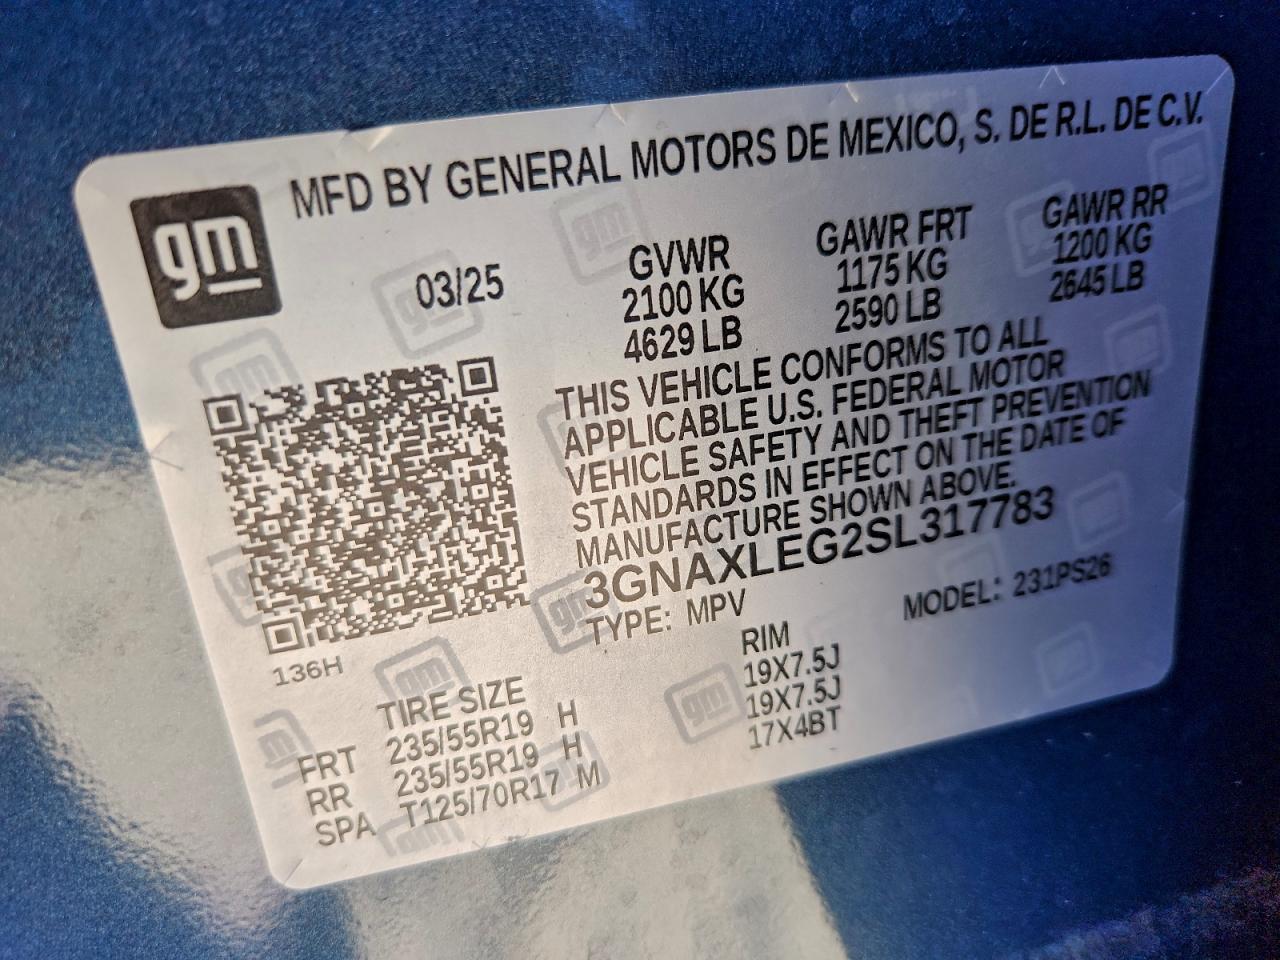 gm
MFD BY GENERAL MOTORS DE MEXICO, S. DE R.L. DE C.V.
03/25
GVWR GAWR FRT GAWR RR
2100 KG 1175 KG 1200 KG
4629 LB 2590 LB 2645 LB
THIS VEHICLE CONFORMS TO ALL
APPLICABLE U.S. FEDERAL MOTOR
VEHICLE SAFETY AND THEFT PREVENTION
STANDARDS IN EFFECT ON THE DATE OF
MANUFACTURE SHOWN ABOVE.
3GNAXLEG2SL317783
TYPE: MPV MODEL: 231PS26
136H
TIRE SIZE RIM
FRT 235/55R19 H 19X7.5J
RR 235/55R19 H 19X7.5J
SPA T125/70R17 M 17X4BT